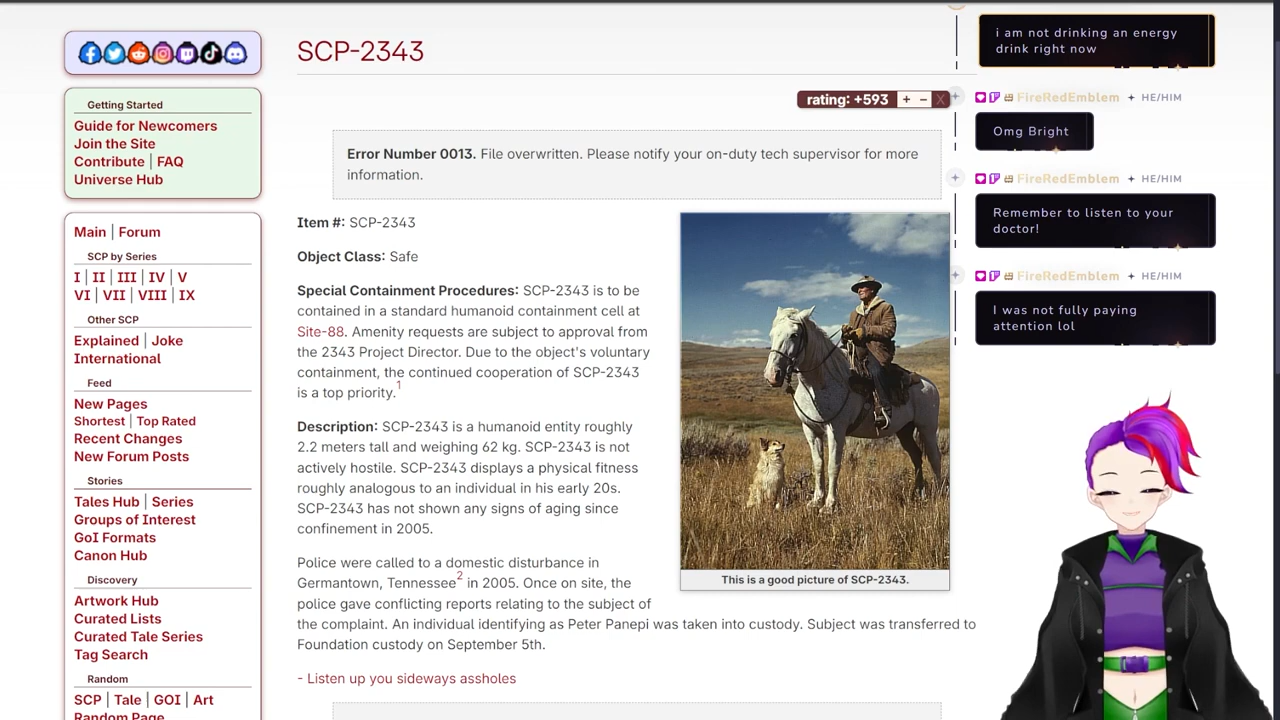 SCP-2343
rating: +593 + – X
Error Number 0013. File overwritten. Please notify your on-duty tech supervisor for more
information.
Item #: SCP-2343
Object Class: Safe
Special Containment Procedures: SCP-2343 is to be
contained in a standard humanoid containment cell at
Site-88. Amenity requests are subject to approval from
the 2343 Project Director. Due to the object's voluntary
containment, the continued cooperation of SCP-2343
is a top priority.1
Description: SCP-2343 is a humanoid entity roughly
2.2 meters tall and weighing 62 kg. SCP-2343 is not
actively hostile. SCP-2343 displays a physical fitness
roughly analogous to an individual in his early 20s.
SCP-2343 has not shown any signs of aging since
confinement in 2005.
Police were called to a domestic disturbance in
Germantown, Tennessee2 in 2005. Once on site, the
police gave conflicting reports relating to the subject of
the complaint. An individual identifying as Peter Panepi was taken into custody. Subject was transferred to
Foundation custody on September 5th.
- Listen up you sideways assholes
This is a good picture of SCP-2343.
Getting Started
Guide for Newcomers
Join the Site
Contribute | FAQ
Universe Hub
Main | Forum
SCP by Series
I | II | III | IV | V
VI | VII | VIII | IX
Other SCP
Explained | Joke
International
Feed
New Pages
Shortest | Top Rated
Recent Changes
New Forum Posts
Stories
Tales Hub | Series
Groups of Interest
GoI Formats
Canon Hub
Discovery
Artwork Hub
Curated Lists
Curated Tale Series
Tag Search
Random
SCP | Tale | GOI | Art
Random Page
i am not drinking an energy
drink right now
FireRedEmblem HE/HIM
Omg Bright
FireRedEmblem HE/HIM
Remember to listen to your
doctor!
FireRedEmblem HE/HIM
I was not fully paying
attention lol